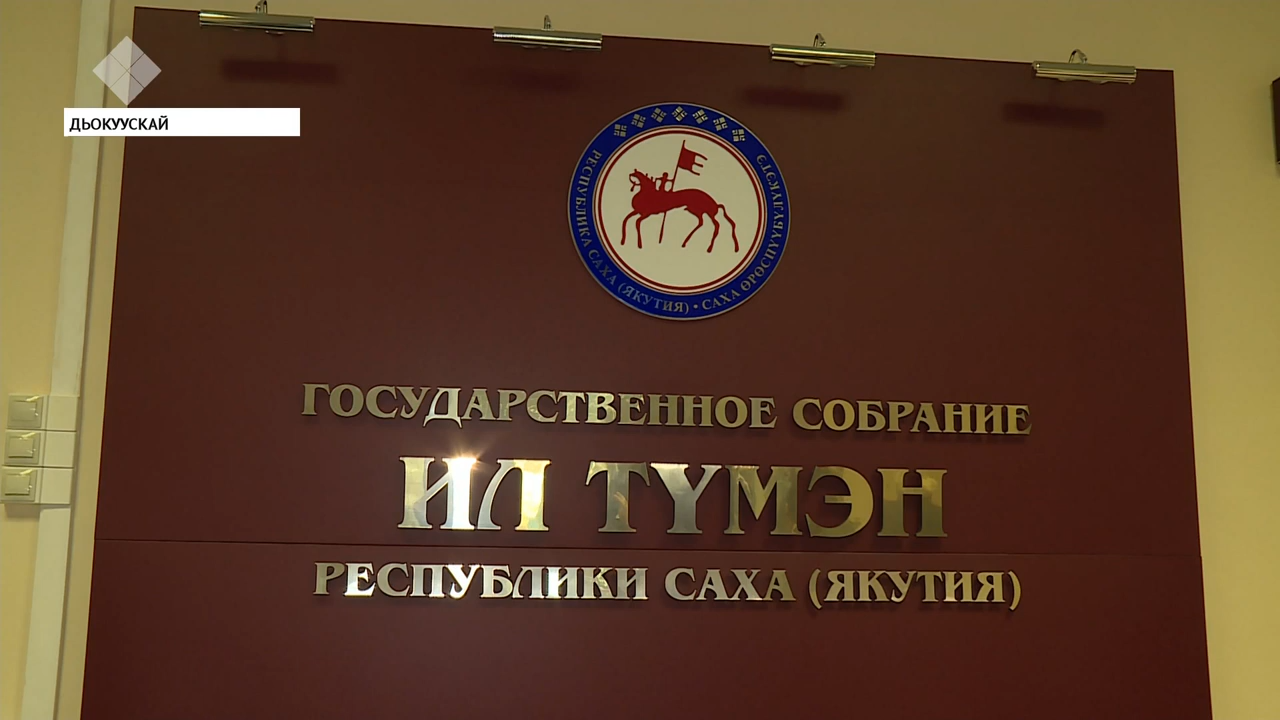 ДЬОКУУСКАЙ
РЕСПУБЛИКА САХА (ЯКУТИЯ) • САХА ӨРӨСПҮҮБҮЛҮКЭТЭ
ГОСУДАРСТВЕННОЕ СОБРАНИЕ
ИЛ ТҮМЭН
РЕСПУБЛИКИ САХА (ЯКУТИЯ)